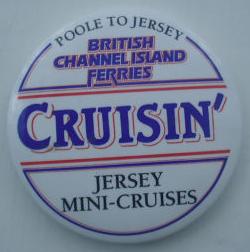 POOLE TO JERSEY
BRITISH
CHANNEL ISLAND
FERRIES
CRUISIN'
JERSEY
MINI-CRUISES